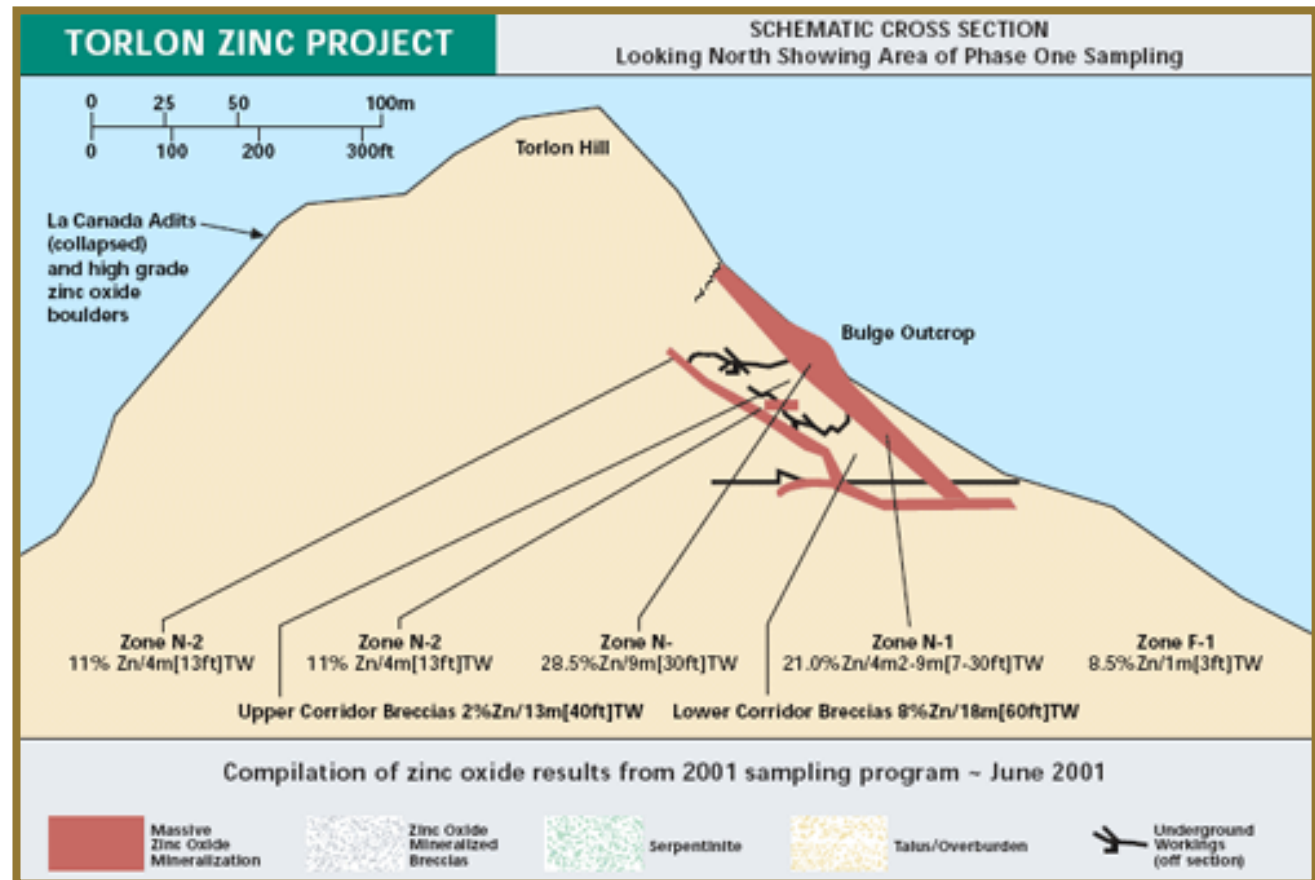 TORLON ZINC PROJECT
SCHEMATIC CROSS SECTION
Looking North Showing Area of Phase One Sampling
0 25 50 100m
0 100 200 300ft
Torlon Hill
La Canada Adits
(collapsed)
and high grade
zinc oxide
boulders
Bulge Outcrop
Zone N-2
11% Zn/4m[13ft]TW
Zone N-2
11% Zn/4m[13ft]TW
Zone N-
28.5%Zn/9m[30ft]TW
Zone N-1
21.0%Zn/4m2-9m[7-30ft]TW
Zone F-1
8.5%Zn/1m[3ft]TW
Upper Corridor Breccias 2%Zn/13m[40ft]TW
Lower Corridor Breccias 8%Zn/18m[60ft]TW
Compilation of zinc oxide results from 2001 sampling program ~ June 2001
Massive
Zinc Oxide
Mineralization
Zinc Oxide
Mineralized
Breccias
Serpentinite
Talus/Overburden
Underground
Workings
(off section)